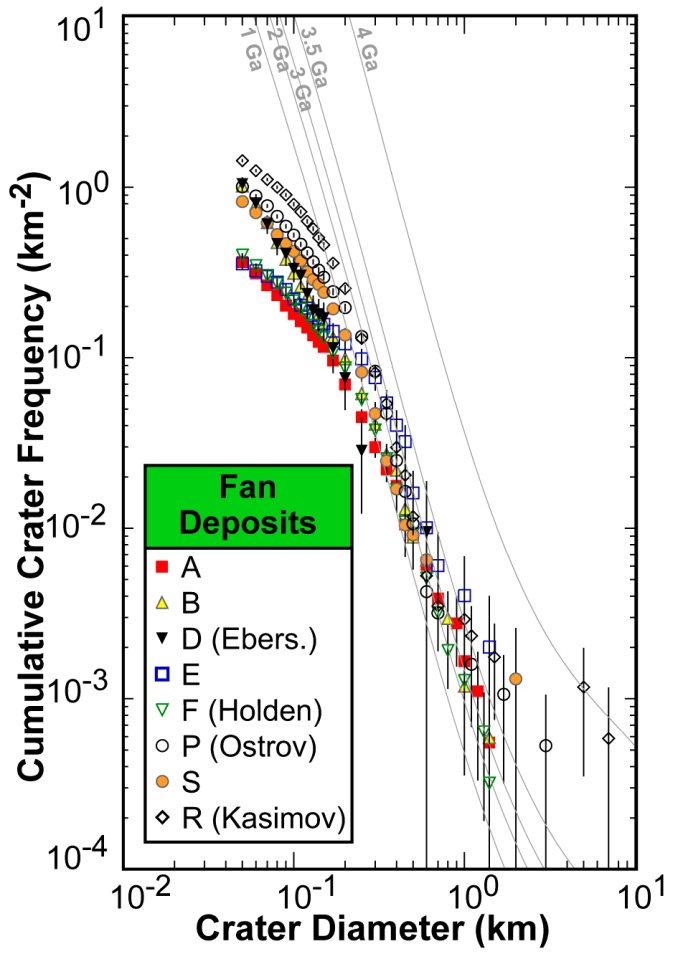 10¹
10⁰
10⁻¹
10⁻²
10⁻³
10⁻⁴
Cumulative Crater Frequency (km⁻²)
1 Ga
2 Ga
3 Ga
3.5 Ga
4 Ga
Fan
Deposits
A
B
D (Ebers.)
E
F (Holden)
P (Ostrov)
S
R (Kasimov)
10⁻² 10⁻¹ 10⁰ 10¹
Crater Diameter (km)